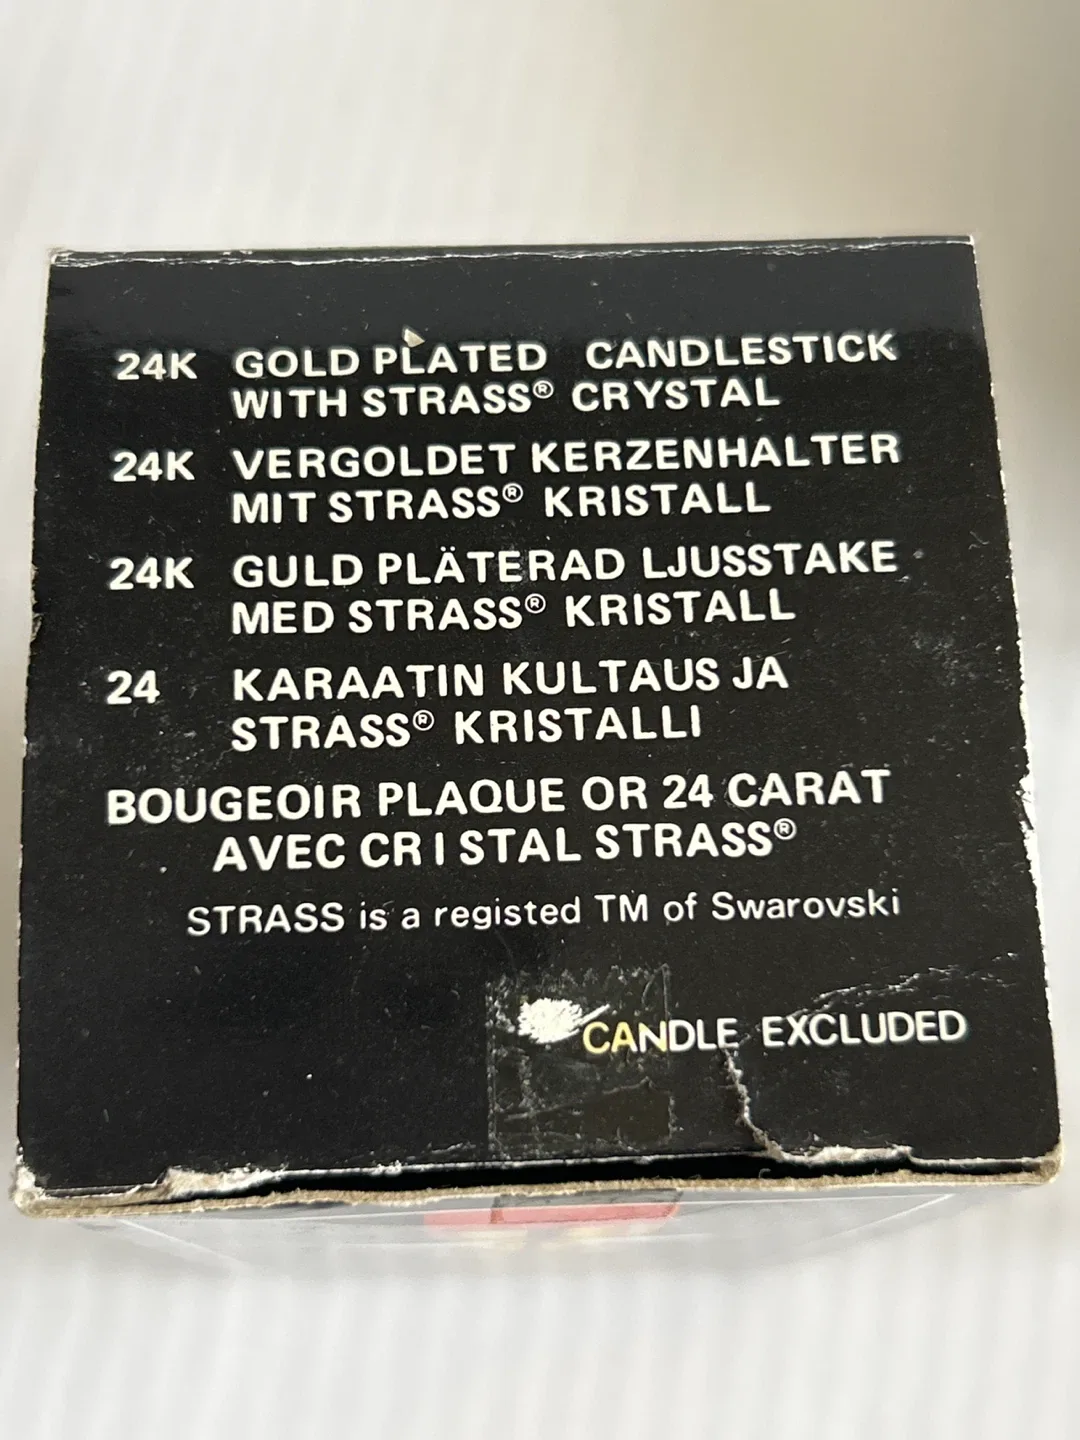 24K GOLD PLATED CANDLESTICK
WITH STRASS® CRYSTAL
24K VERGOLDET KERZENHALTER
MIT STRASS® KRISTALL
24K GULD PLÄTERAD LJUSSTAKE
MED STRASS® KRISTALL
24 KARAATIN KULTAUS JA
STRASS® KRISTALLI
BOUGEOIR PLAQUE OR 24 CARAT
AVEC CRISTAL STRASS®
STRASS is a registed TM of Swarovski
CANDLE EXCLUDED